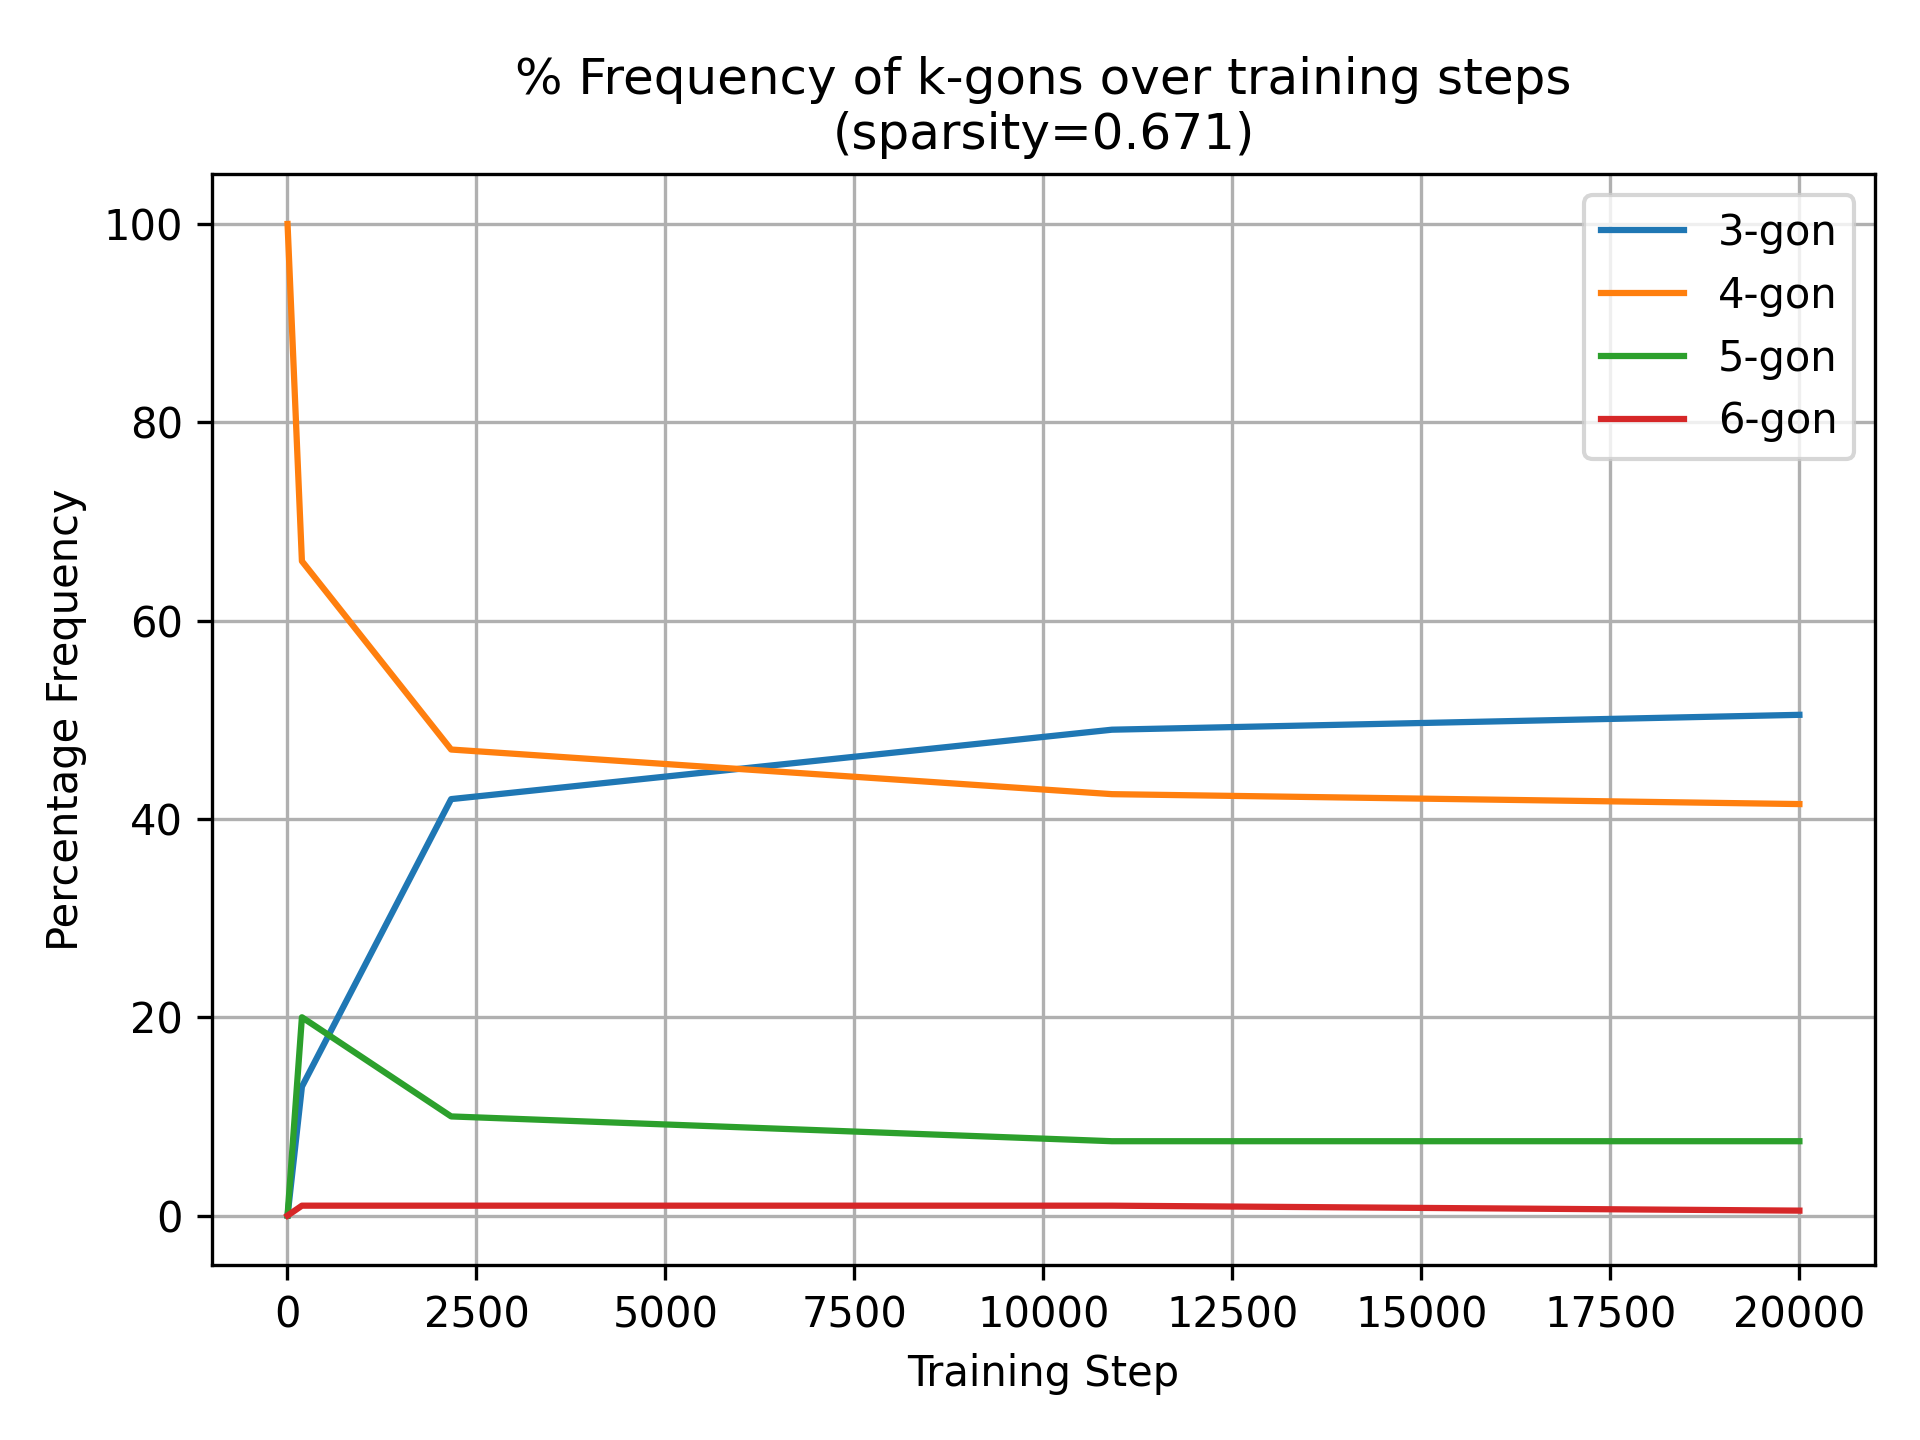 % Frequency of k-gons over training steps
(sparsity=0.671)
3-gon
4-gon
5-gon
6-gon
Percentage Frequency
100
80
60
40
20
0
0 2500 5000 7500 10000 12500 15000 17500 20000
Training Step